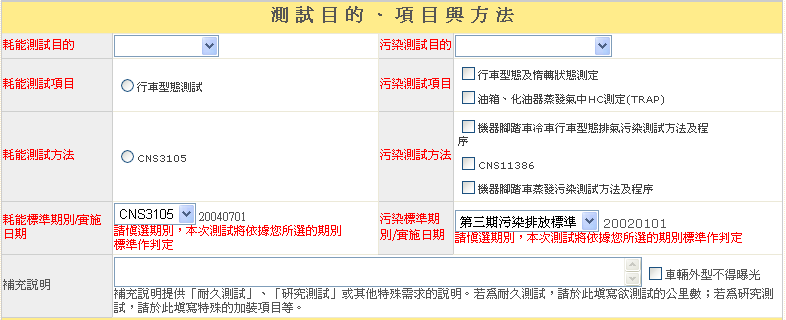 測試目的、項目與方法
耗能測試目的
污染測試目的
耗能測試項目
行車型態測試
污染測試項目
行車型態及惰轉狀態測定
油箱、化油器蒸發氣中HC測定(TRAP)
耗能測試方法
CNS3105
污染測試方法
機器腳踏車冷車行車型態排氣污染測試方法及程
序
CNS11386
機器腳踏車蒸發污染測試方法及程序
耗能標準期別/實施
日期
CNS3105
20040701
請慎選期別，本次測試將依據您所選的期別
標準作判定
污染標準期
別/實施日期
第三期污染排放標準
20020101
請慎選期別，本次測試將依據您所選的期別標準作判定
補充說明
車輛外型不得曝光
補充說明提供「耐久測試」、「研究測試」或其他特殊需求的說明。若為耐久測試，請於此填寫欲測試的公里數；若為研究測
試，請於此填寫特殊的加裝項目等。